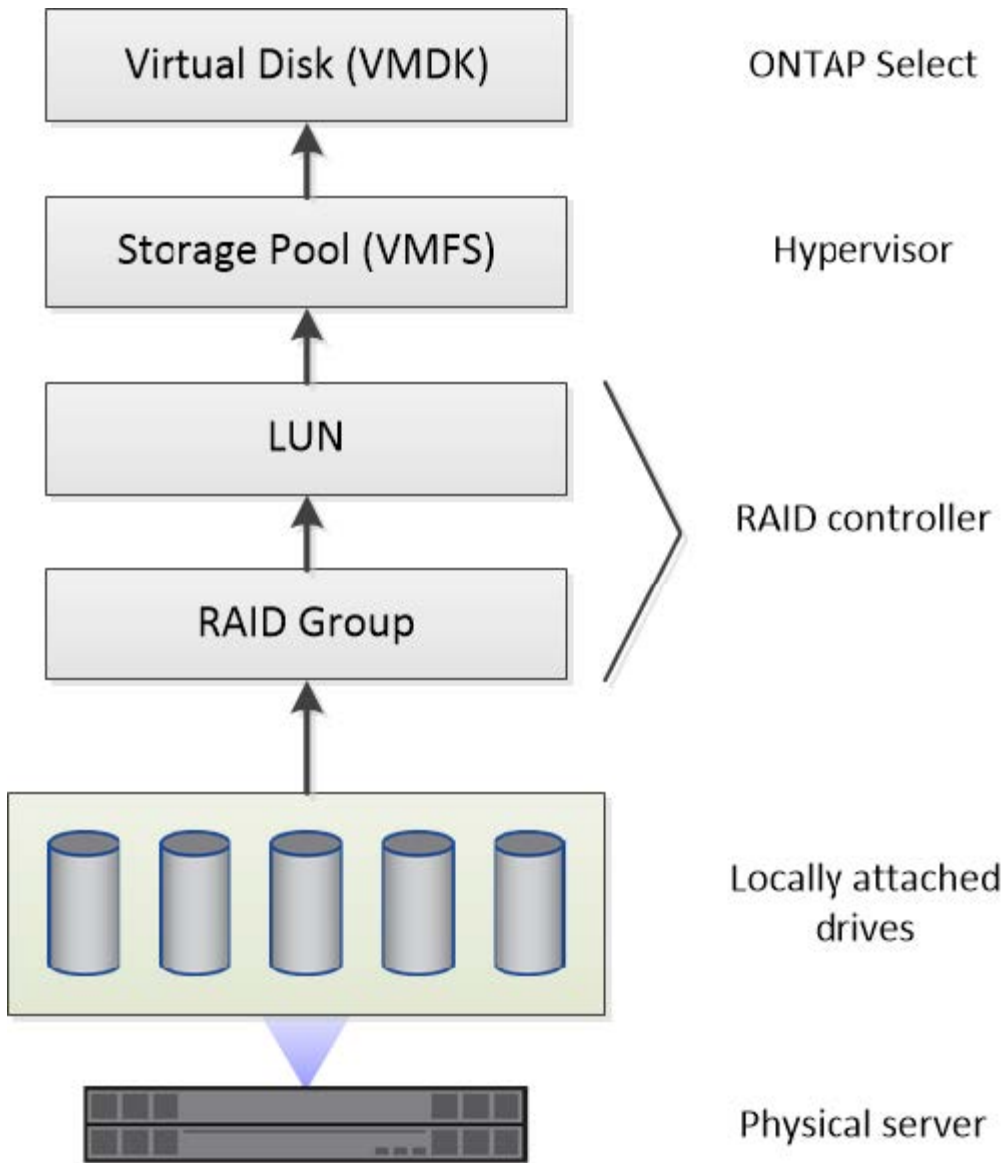 Virtual Disk (VMDK)
ONTAP Select
Storage Pool (VMFS)
Hypervisor
LUN
RAID controller
RAID Group
Locally attached
drives
Physical server